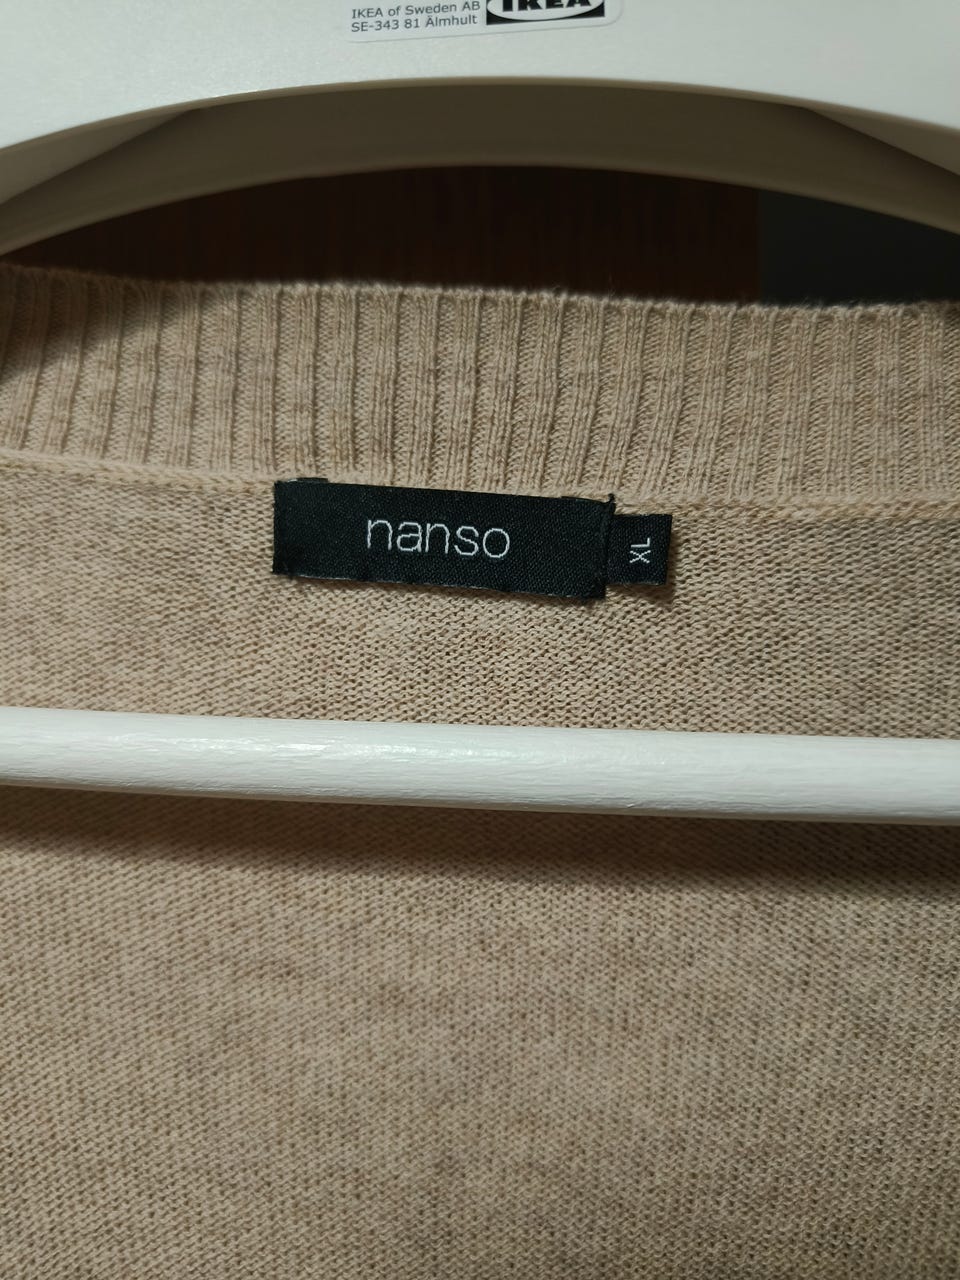 IKEA of Sweden AB
SE-343 81 Älmhult
IKEA
nanso
XL